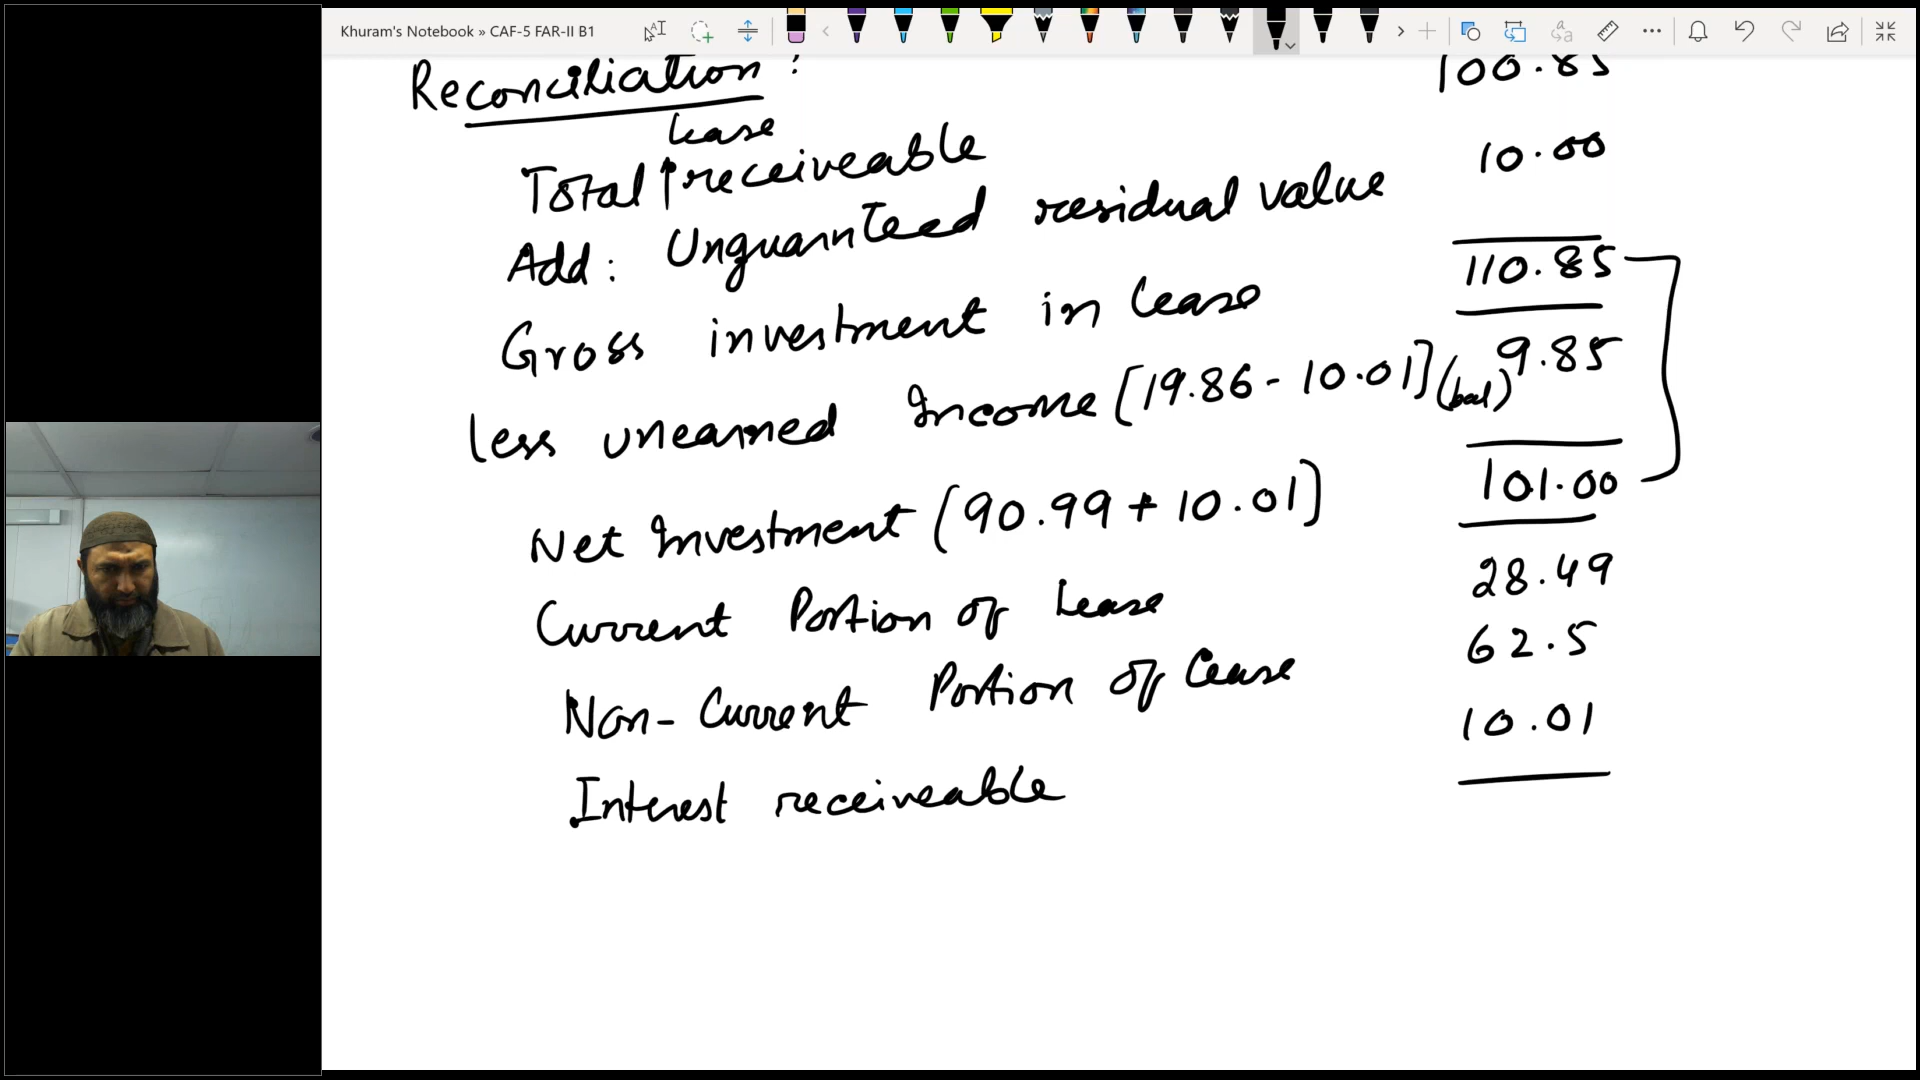 Khuram's Notebook » CAF-5 FAR-II B1
Reconciliation : 100.85
lease
Total receiveable
Add: Unguarnteed residual value 10.00
Gross investment in lease 110.85
less unearned Income [19.86 - 10.01] (bal) 9.85
Net Investment (90.99 + 10.01] 101.00
Current Portion of lease 28.49
Non-Current Portion of lease 62.5
Interest receiveable 10.01